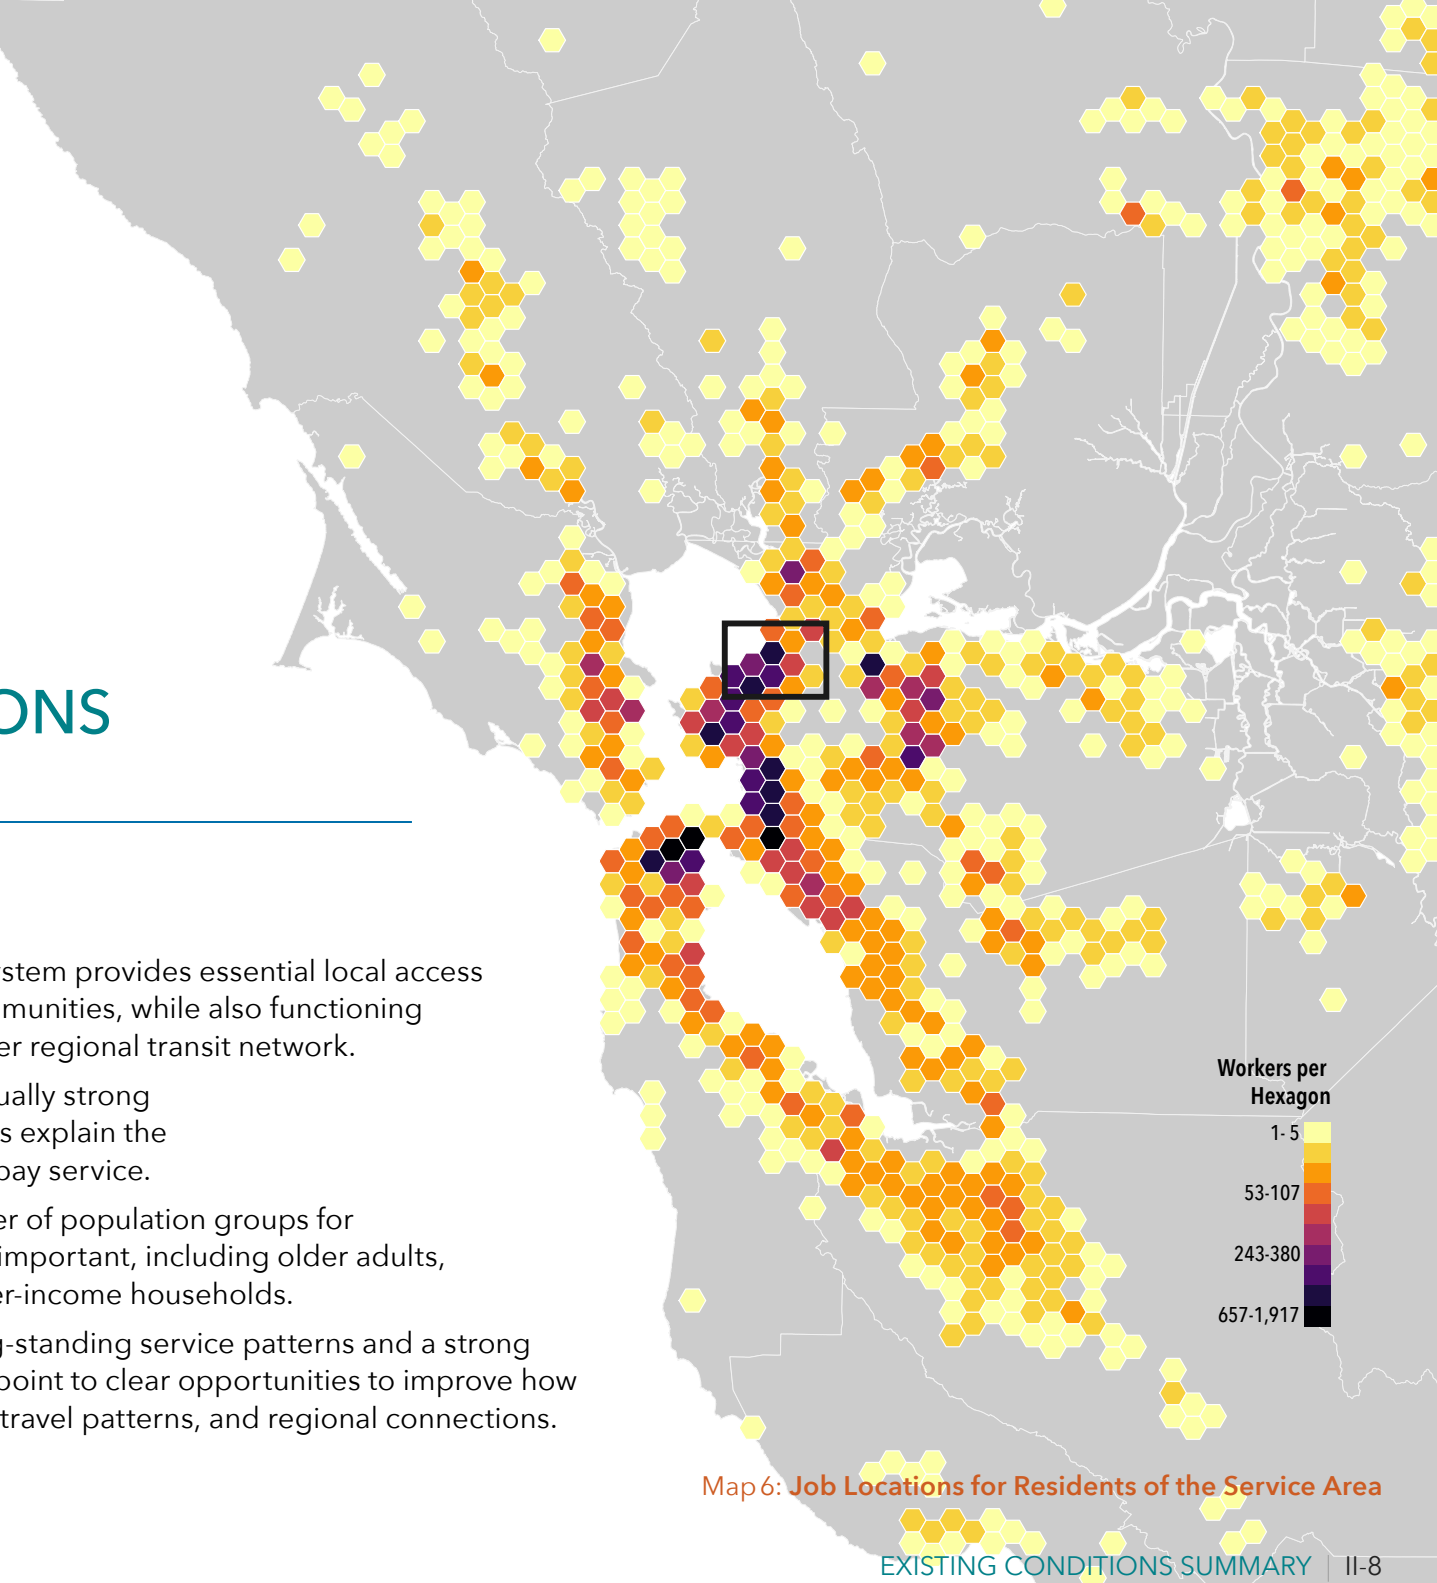 ONS
ystem provides essential local access
mmunities, while also functioning
er regional transit network.
ually strong
s explain the
bay service.
er of population groups for
important, including older adults,
er-income households.
g-standing service patterns and a strong
point to clear opportunities to improve how
travel patterns, and regional connections.
Workers per
Hexagon
1- 5
53-107
243-380
657-1,917
Map 6: Job Locations for Residents of the Service Area
EXISTING CONDITIONS SUMMARY | II-8